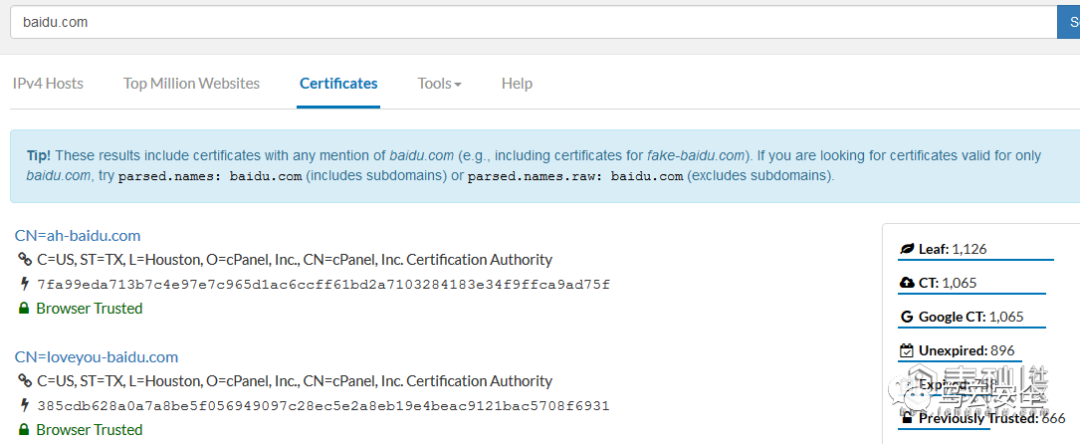 baidu.com
IPv4 Hosts Top Million Websites Certificates Tools Help
Tip! These results include certificates with any mention of baidu.com (e.g., including certificates for fake-baidu.com). If you are looking for certificates valid for only
baidu.com, try parsed.names: baidu.com (includes subdomains) or parsed.names.raw: baidu.com (excludes subdomains).
CN=ah-baidu.com
C=US, ST=TX, L=Houston, O=cPanel, Inc., CN=cPanel, Inc. Certification Authority
7fa99eda713b7c4e97e7c965d1ac6ccff61bd2a7103284183e34f9ffca9ad75f
Browser Trusted
CN=loveyou-baidu.com
C=US, ST=TX, L=Houston, O=cPanel, Inc., CN=cPanel, Inc. Certification Authority
385cdb628a0a7a8be5f056949097c28ec5e2a8eb19e4beac9121bac5708f6931
Browser Trusted
Leaf: 1,126
CT: 1,065
Google CT: 1,065
Unexpired: 896
Expired:
Previously Trusted: 666